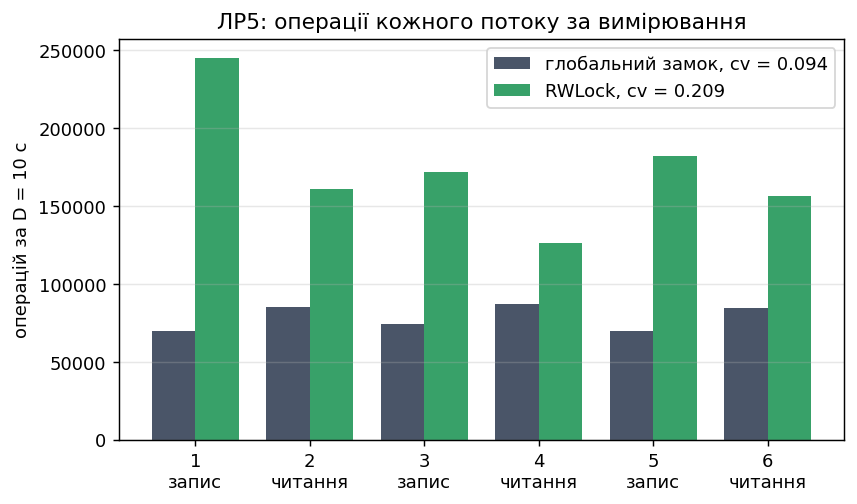 ЛР5: операції кожного потоку за вимірювання
операцій за D = 10 с
250000
200000
150000
100000
50000
0
глобальний замок, cv = 0.094
RWLock, cv = 0.209
1 2 3 4 5 6
запис читання запис читання запис читання